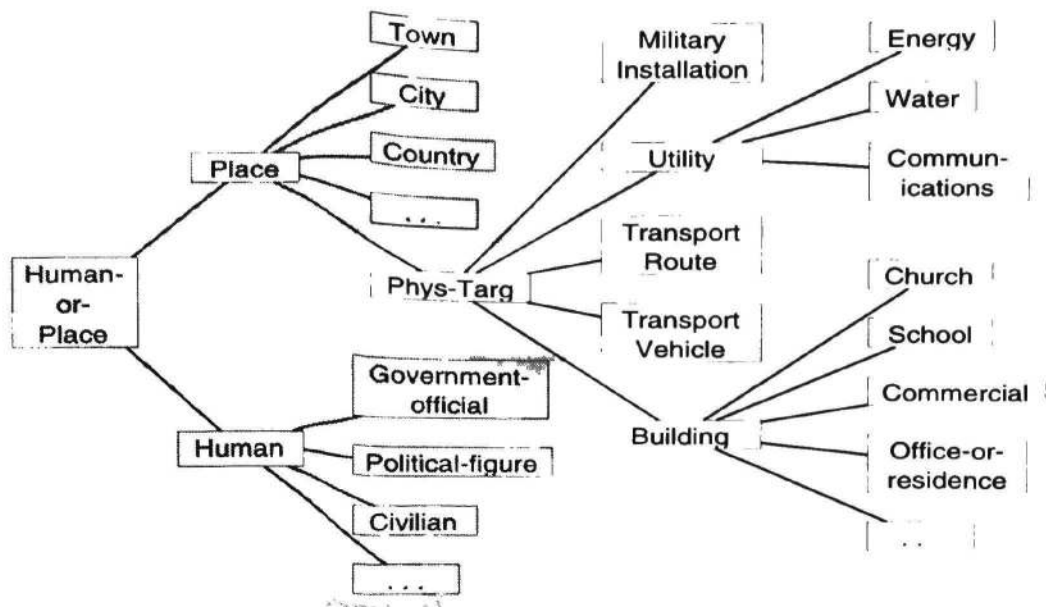 Town
City
Country
. . .
Place
Human-
or-
Place
Phys-Targ
Government-
official
Human
Political-figure
Civilian
. . .
Military
Installation
Utility
Transport
Route
Transport
Vehicle
Building
Energy
Water
Commun-
ications
Church
School
Commercial
Office-or-
residence
. .